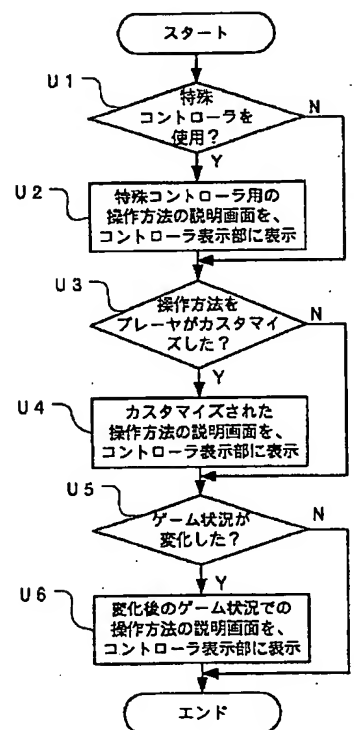 スタート
U1
特殊
コントローラを
使用?
N
Y
U2
特殊コントローラ用の
操作方法の説明画面を、
コントローラ表示部に表示
U3
操作方法を
プレーヤがカスタマイ
ズした?
N
Y
U4
カスタマイズされた
操作方法の説明画面を、
コントローラ表示部に表示
U5
ゲーム状況が
変化した?
N
Y
U6
変化後のゲーム状況での
操作方法の説明画面を、
コントローラ表示部に表示
エンド